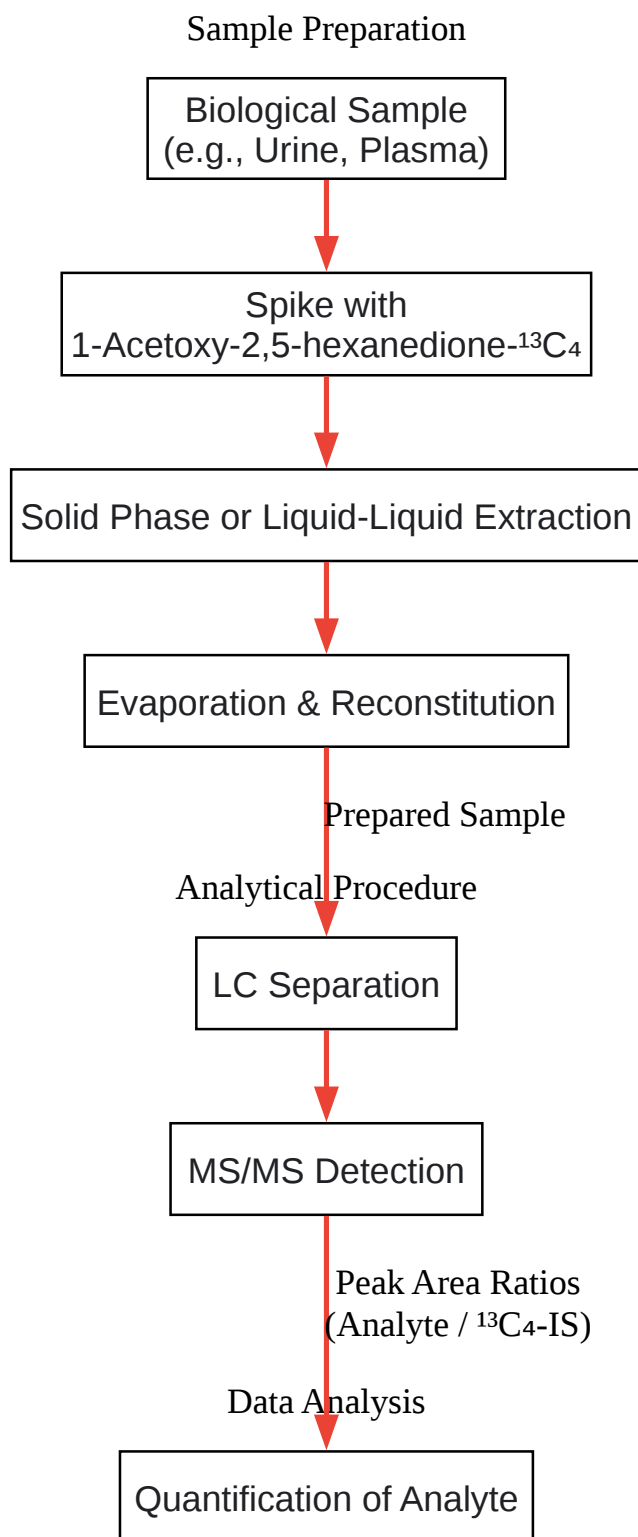 Sample Preparation
Biological Sample
(e.g., Urine, Plasma)
Spike with
1-Acetoxy-2,5-hexanedione-¹³C₄
Solid Phase or Liquid-Liquid Extraction
Evaporation & Reconstitution
Prepared Sample
Analytical Procedure
LC Separation
MS/MS Detection
Peak Area Ratios
(Analyte / ¹³C₄-IS)
Data Analysis
Quantification of Analyte